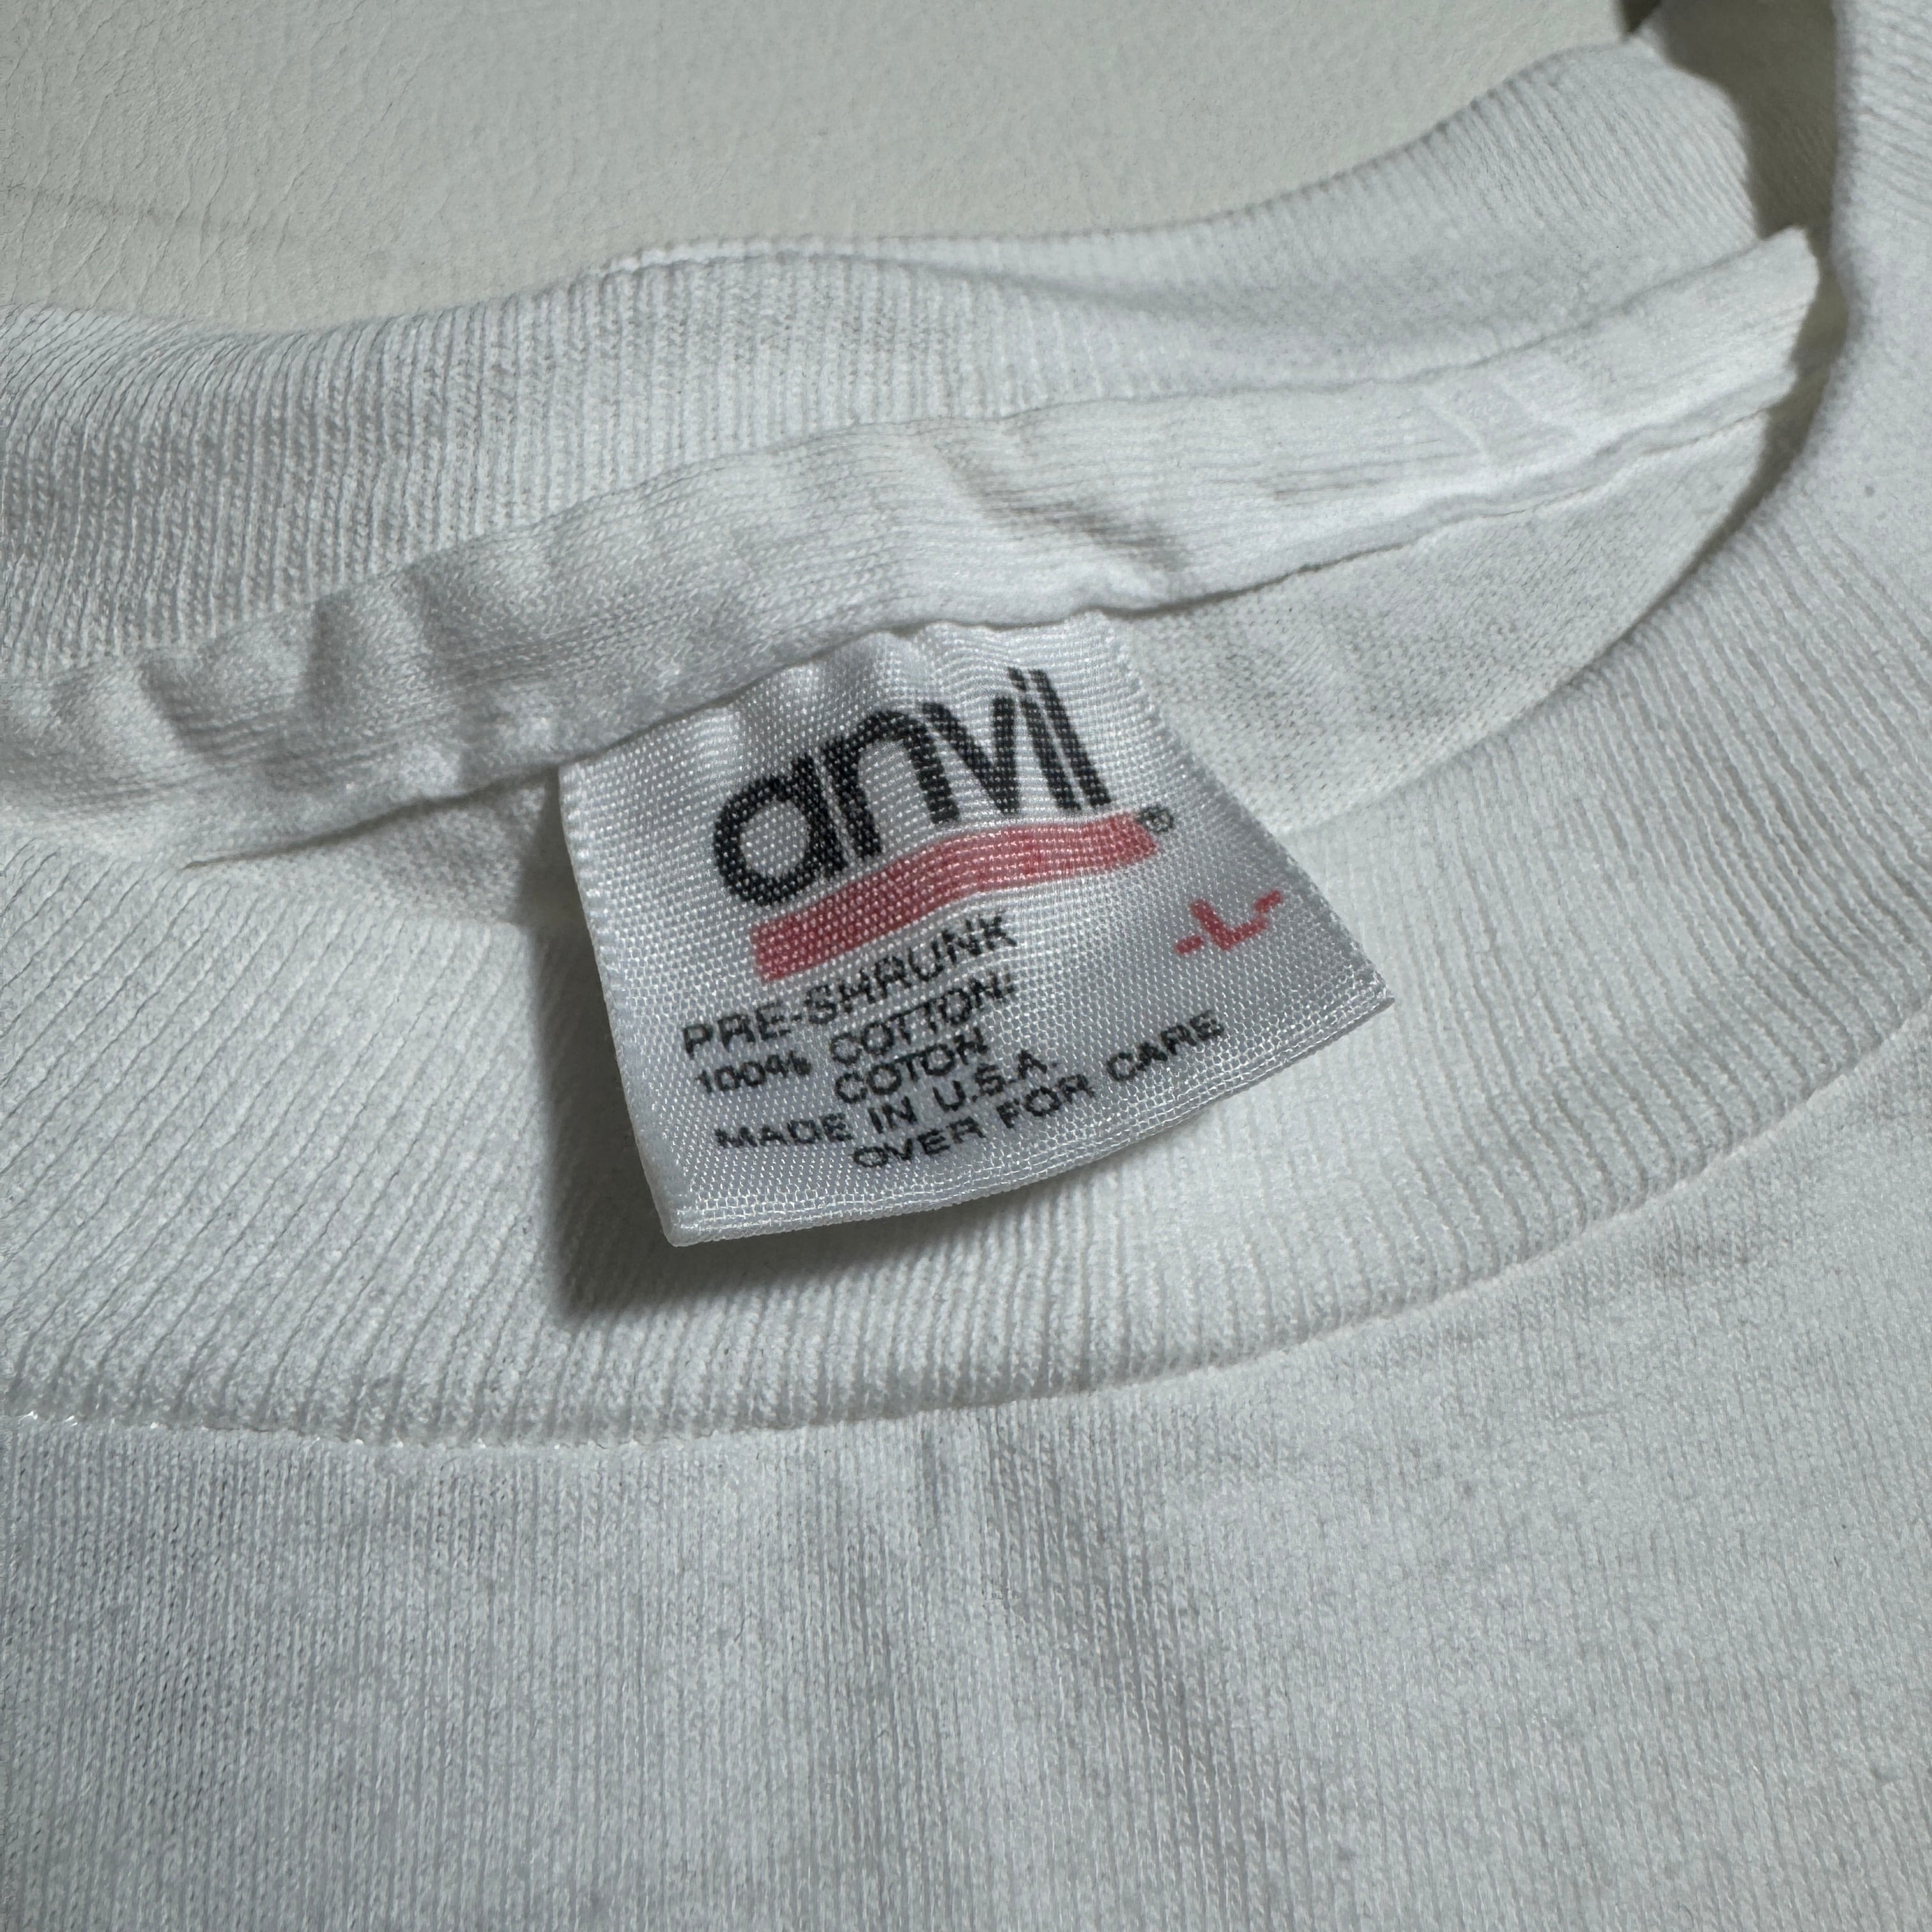 anvil®
-L-
PRE-SHRUNK
100% COTTON-
COTON
MADE IN U.S.A.
OVER FOR CARE